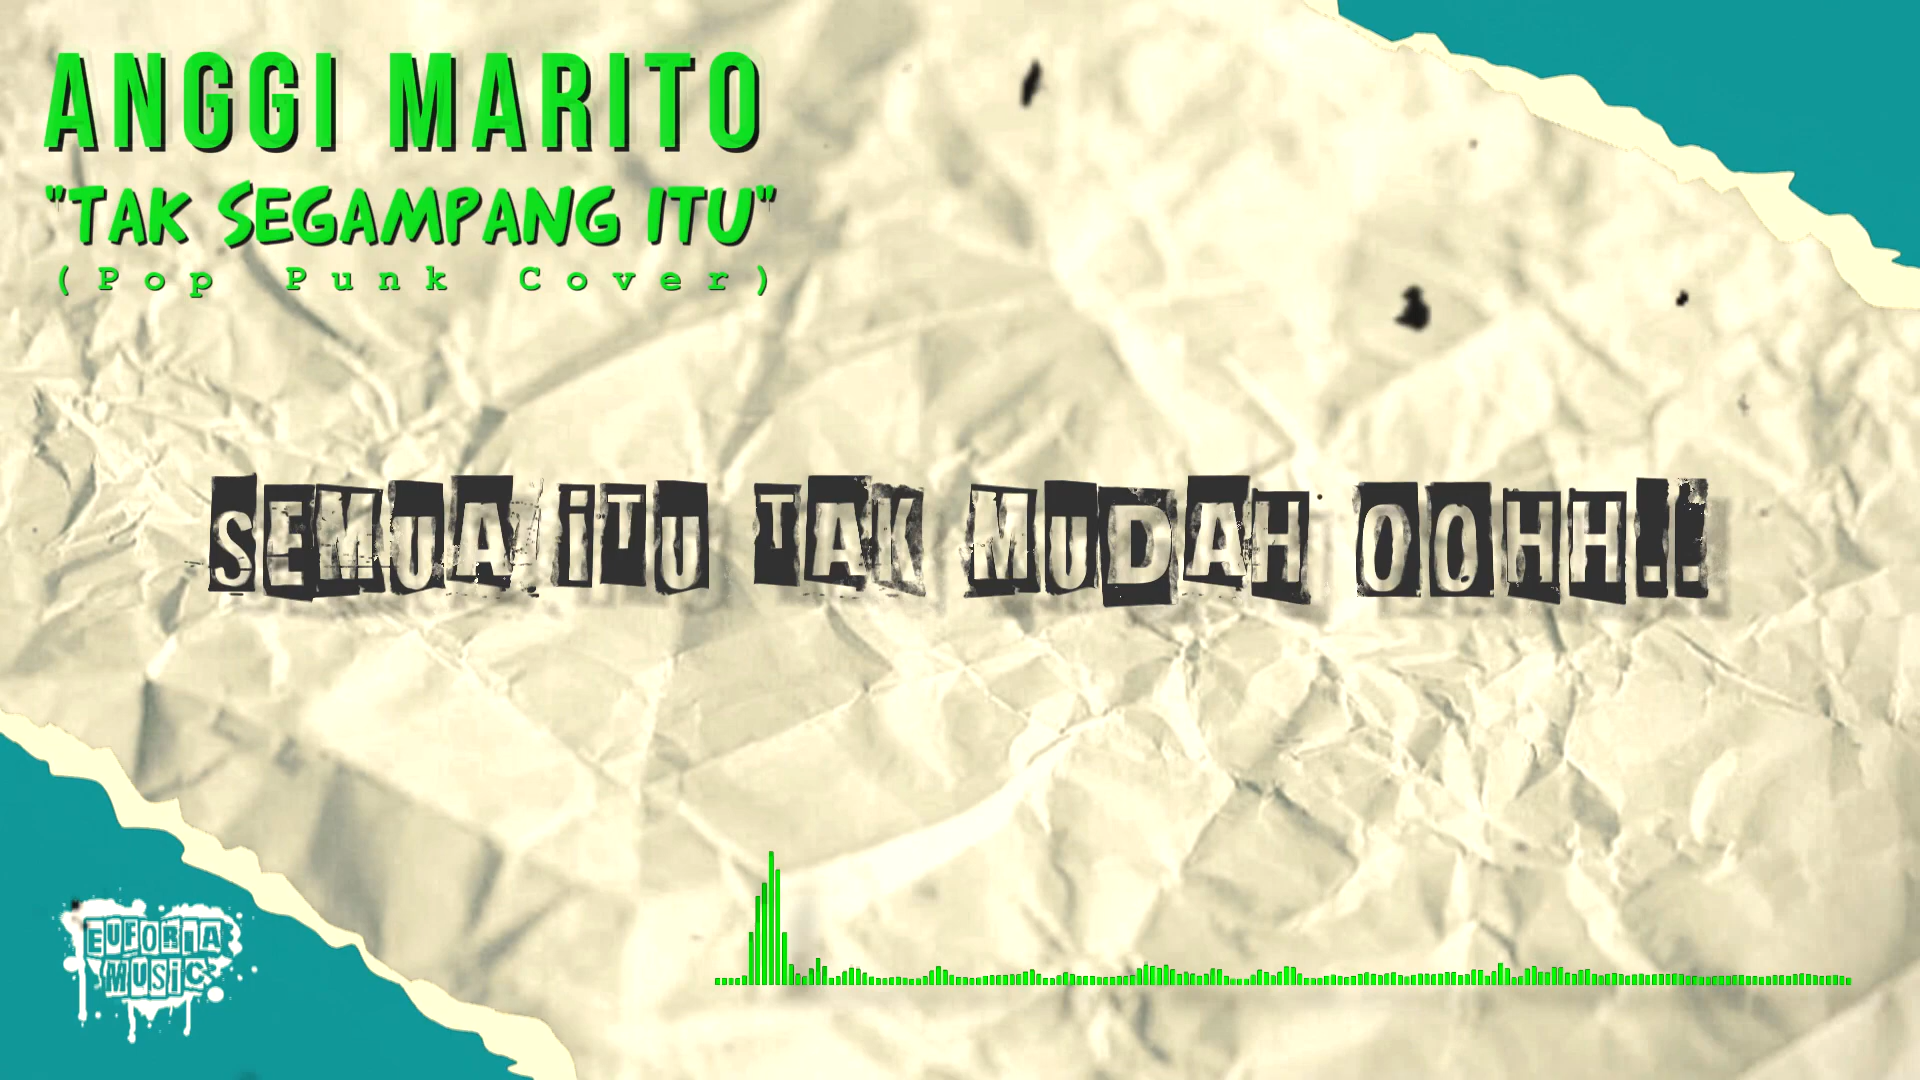 ANGGI MARITO
"TAK SEGAMPANG ITU"
(Pop Punk Cover)
SEMUA iTU TAK MUDAH OOHH..
EUFORIA
MUSiC